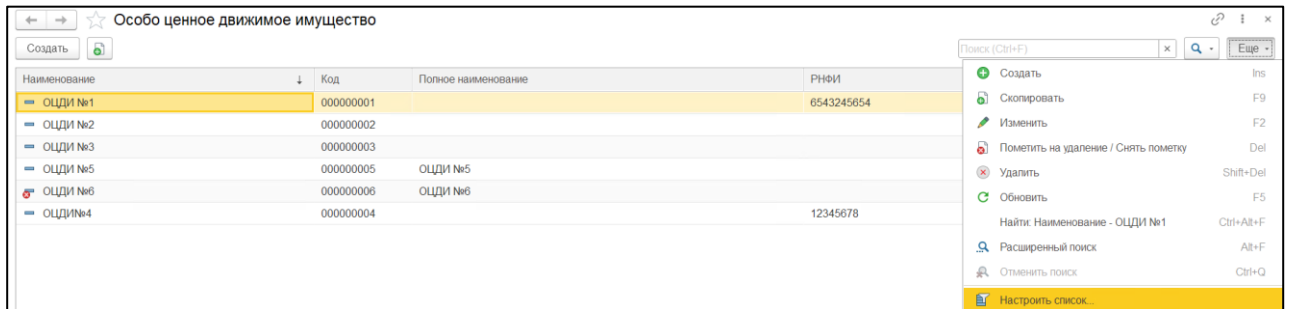 Особо ценное движимое имущество
Создать Поиск (Ctrl+F) × Еще
Наименование ↓ Код Полное наименование РНФИ
ОЦДИ №1 000000001 6543245654
ОЦДИ №2 000000002
ОЦДИ №3 000000003
ОЦДИ №5 000000005 ОЦДИ №5
ОЦДИ №6 000000006 ОЦДИ №6
ОЦДИ№4 000000004 12345678
Создать Ins
Скопировать F9
Изменить F2
Пометить на удаление / Снять пометку Del
Удалить Shift+Del
Обновить F5
Найти: Наименование - ОЦДИ №1 Ctrl+Alt+F
Расширенный поиск Alt+F
Отменить поиск Ctrl+Q
Настроить список...